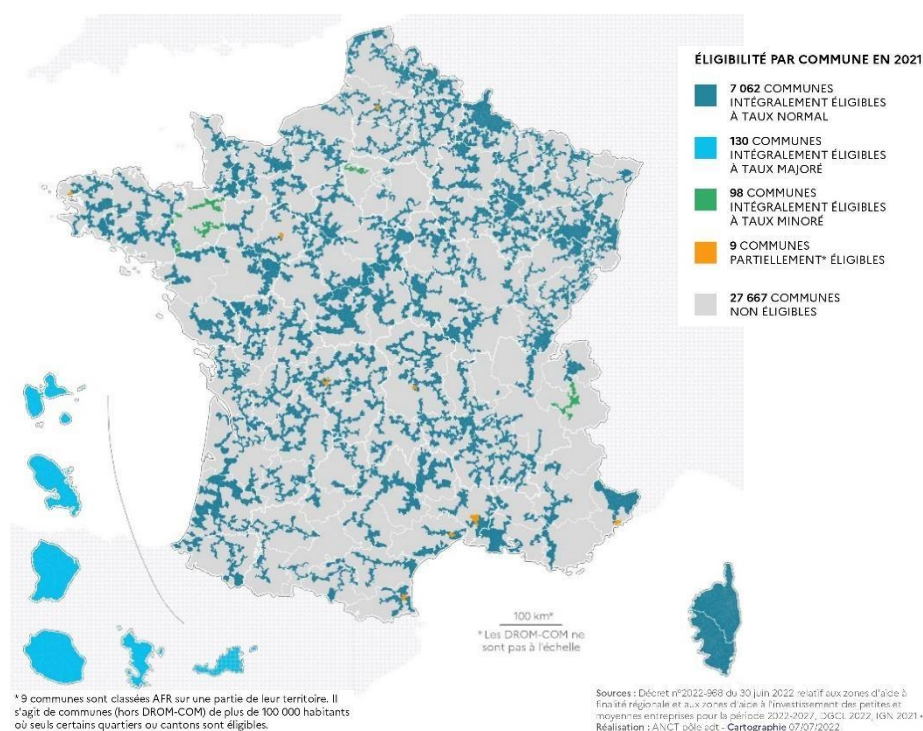 ÉLIGIBILITÉ PAR COMMUNE EN 2021
7 062 COMMUNES
INTÉGRALEMENT ÉLIGIBLES
À TAUX NORMAL
130 COMMUNES
INTÉGRALEMENT ÉLIGIBLES
À TAUX MAJORÉ
98 COMMUNES
INTÉGRALEMENT ÉLIGIBLES
À TAUX MINORÉ
9 COMMUNES
PARTIELLEMENT* ÉLIGIBLES
27 667 COMMUNES
NON ÉLIGIBLES
100 km*
* Les DROM-COM ne
sont pas à l'échelle
* 9 communes sont classées AFR sur une partie de leur territoire. Il
s'agit de communes (hors DROM-COM) de plus de 100 000 habitants
où seuls certains quartiers ou cantons sont éligibles.
Sources : Décret n°2022-968 du 30 juin 2022 relatif aux zones d'aide à
finalité régionale et aux zones d'aide à l'investissement des petites et
moyennes entreprises pour la période 2022-2027, DGCL 2022, IGN 2021 •
Réalisation : ANCT pôle adt - Cartographie 07/07/2022